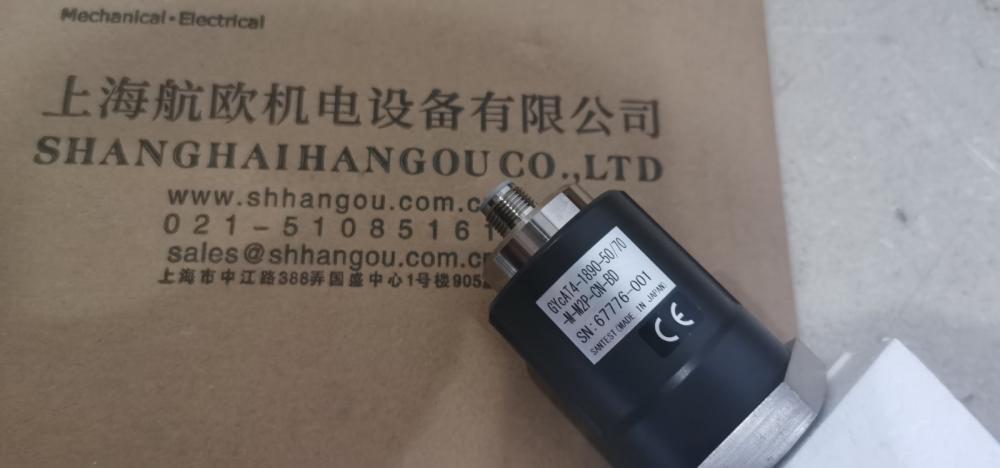 Mechanical·Electrical
上海航欧机电设备有限公司
SHANGHAIHANGOU CO.,LTD
www.shhangou.com.c
021-5108516
sales@shhangou.com.cn
上海市中江路388弄国盛中心1号楼905
GYcAT4-1890-50/70
-M-M2P-CN-BD
SN:67776-001
SANTEST(MADE IN JAPAN)
CE